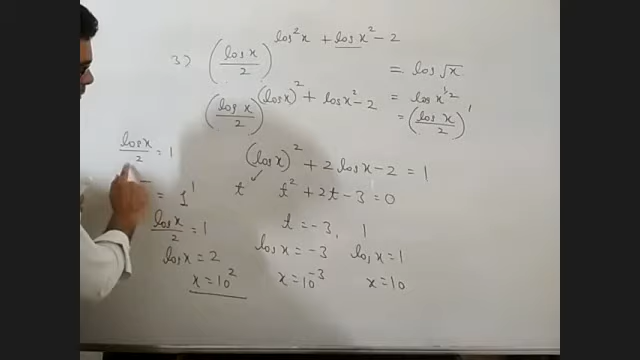 3) (log x / 2)^(log² x + log x² - 2) = log √x
(log x / 2)^((log x)² + log x² - 2) = log x^(1/2)
= (log x / 2)^1
log x / 2 = 1
(log x)² + 2 log x - 2 = 1
= 1^1
t t² + 2t - 3 = 0
log x / 2 = 1
t = -3, 1
log x = 2
log x = -3
log x = 1
x = 10²
x = 10^-3
x = 10